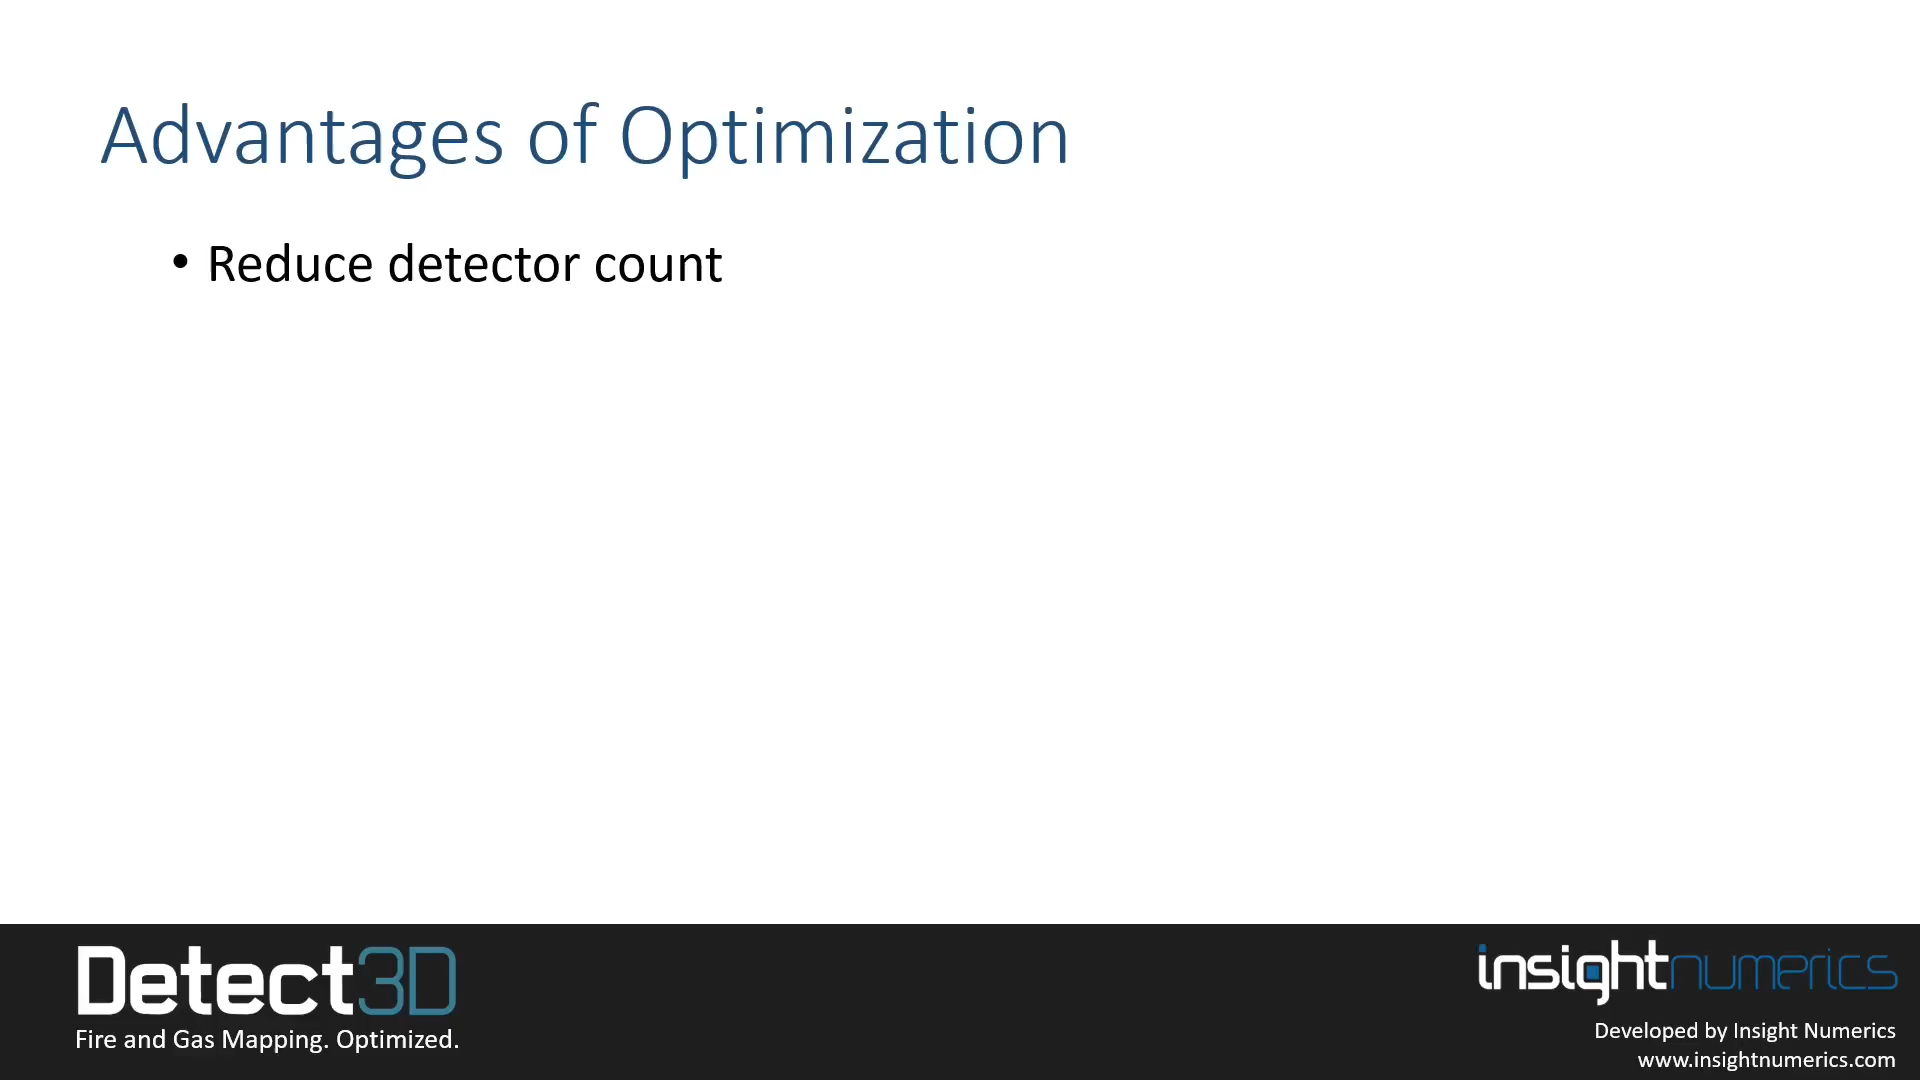 Advantages of Optimization
• Reduce detector count
Detect3D
Fire and Gas Mapping. Optimized.
insightnumerics
Developed by Insight Numerics
www.insightnumerics.com